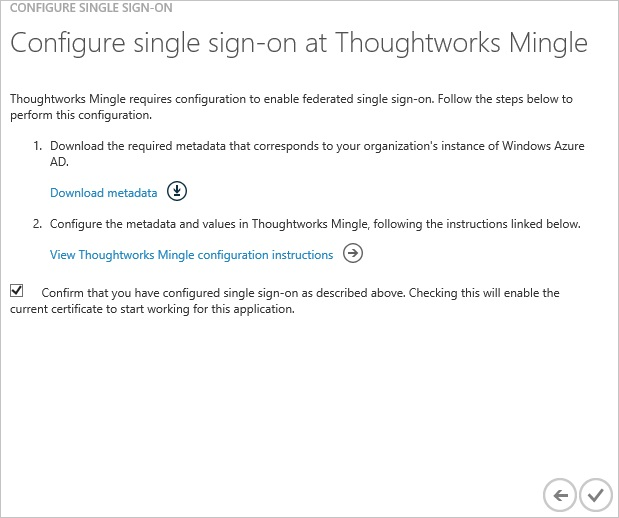 CONFIGURE SINGLE SIGN-ON
Configure single sign-on at Thoughtworks Mingle
Thoughtworks Mingle requires configuration to enable federated single sign-on. Follow the steps below to
perform this configuration.
1. Download the required metadata that corresponds to your organization's instance of Windows Azure
AD.
Download metadata
2. Configure the metadata and values in Thoughtworks Mingle, following the instructions linked below.
View Thoughtworks Mingle configuration instructions
Confirm that you have configured single sign-on as described above. Checking this will enable the
current certificate to start working for this application.